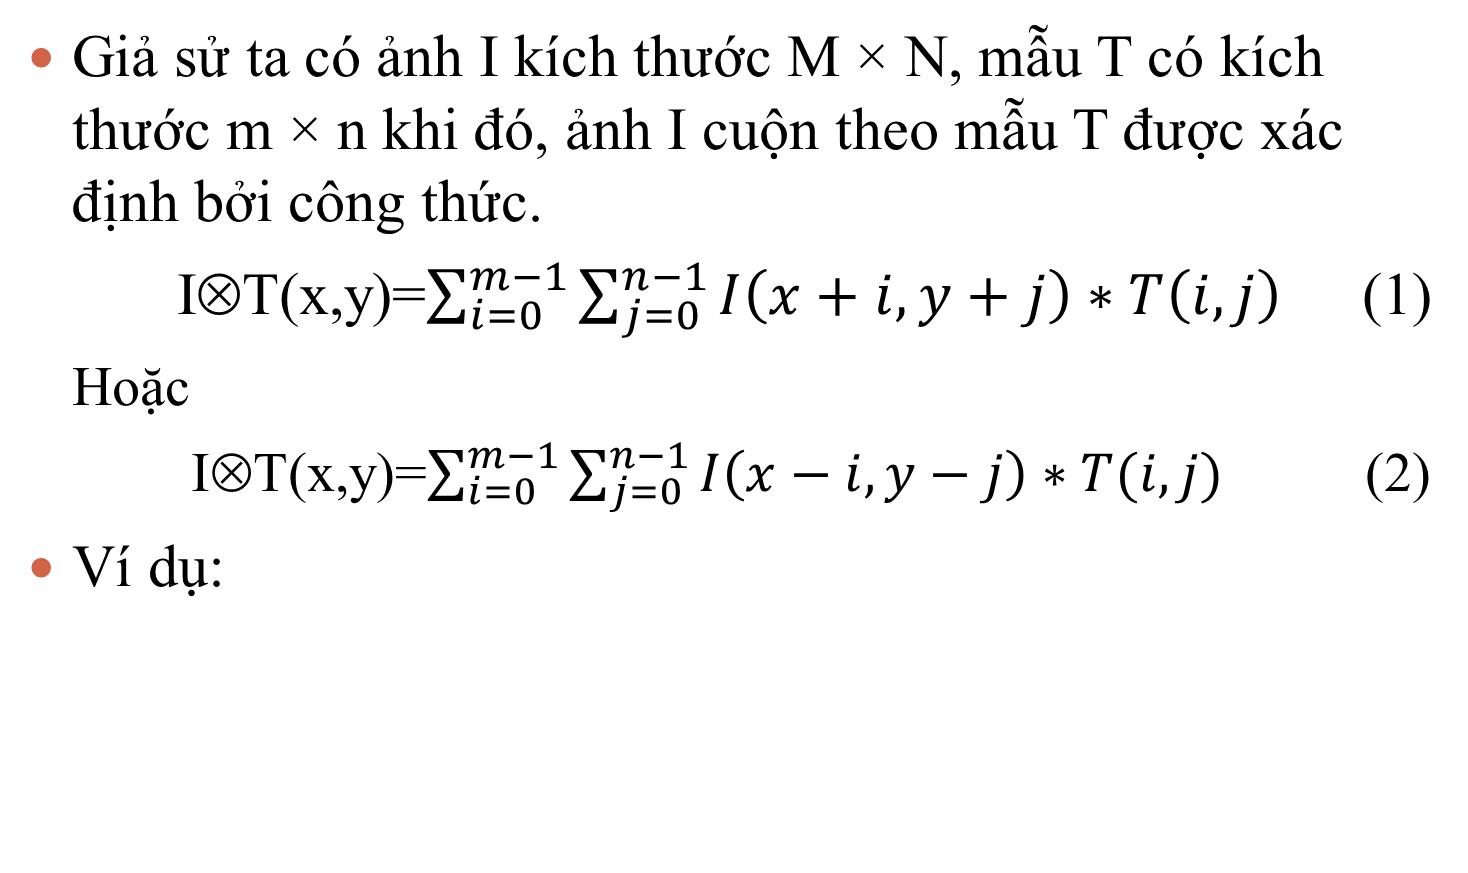 • Giả sử ta có ảnh I kích thước M × N, mẫu T có kích
thước m × n khi đó, ảnh I cuộn theo mẫu T được xác
định bởi công thức.
I⊗T(x,y)=∑_{i=0}^{m−1} ∑_{j=0}^{n−1} I(x + i, y + j) ∗ T(i, j) (1)
Hoặc
I⊗T(x,y)=∑_{i=0}^{m−1} ∑_{j=0}^{n−1} I(x − i, y − j) ∗ T(i, j) (2)
• Ví dụ: